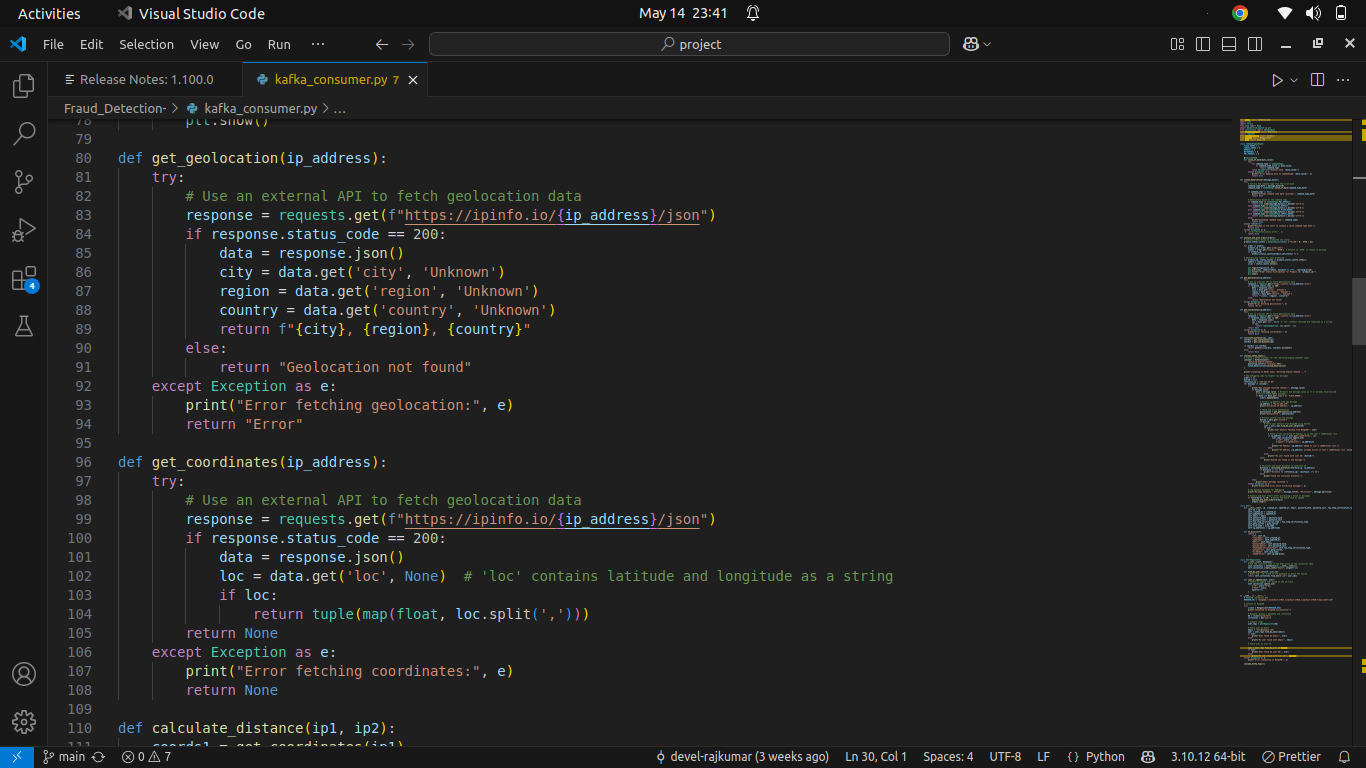 Activities Visual Studio Code May 14 23:41
File Edit Selection View Go Run ··· project
Release Notes: 1.100.0 kafka_consumer.py 7
Fraud_Detection- > kafka_consumer.py > ...
78 plt.show()
79
80 def get_geolocation(ip_address):
81 try:
82 # Use an external API to fetch geolocation data
83 response = requests.get(f"https://ipinfo.io/{ip_address}/json")
84 if response.status_code == 200:
85 data = response.json()
86 city = data.get('city', 'Unknown')
87 region = data.get('region', 'Unknown')
88 country = data.get('country', 'Unknown')
89 return f"{city}, {region}, {country}"
90 else:
91 return "Geolocation not found"
92 except Exception as e:
93 print("Error fetching geolocation:", e)
94 return "Error"
95
96 def get_coordinates(ip_address):
97 try:
98 # Use an external API to fetch geolocation data
99 response = requests.get(f"https://ipinfo.io/{ip_address}/json")
100 if response.status_code == 200:
101 data = response.json()
102 loc = data.get('loc', None)  # 'loc' contains latitude and longitude as a string
103 if loc:
104 return tuple(map(float, loc.split(',')))
105 return None
106 except Exception as e:
107 print("Error fetching coordinates:", e)
108 return None
109
110 def calculate_distance(ip1, ip2):
111 coords1 = get_coordinates(ip1)
4
main 0 7 devel-rajkumar (3 weeks ago) Ln 30, Col 1 Spaces: 4 UTF-8 LF {} Python 3.10.12 64-bit Prettier